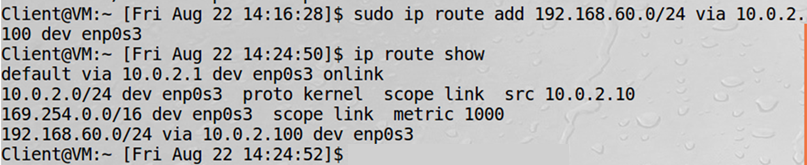 Client@VM:~ [Fri Aug 22 14:16:28]$ sudo ip route add 192.168.60.0/24 via 10.0.2.
100 dev enp0s3
Client@VM:~ [Fri Aug 22 14:24:50]$ ip route show
default via 10.0.2.1 dev enp0s3 onlink
10.0.2.0/24 dev enp0s3  proto kernel  scope link  src 10.0.2.10
169.254.0.0/16 dev enp0s3  scope link  metric 1000
192.168.60.0/24 via 10.0.2.100 dev enp0s3
Client@VM:~ [Fri Aug 22 14:24:52]$